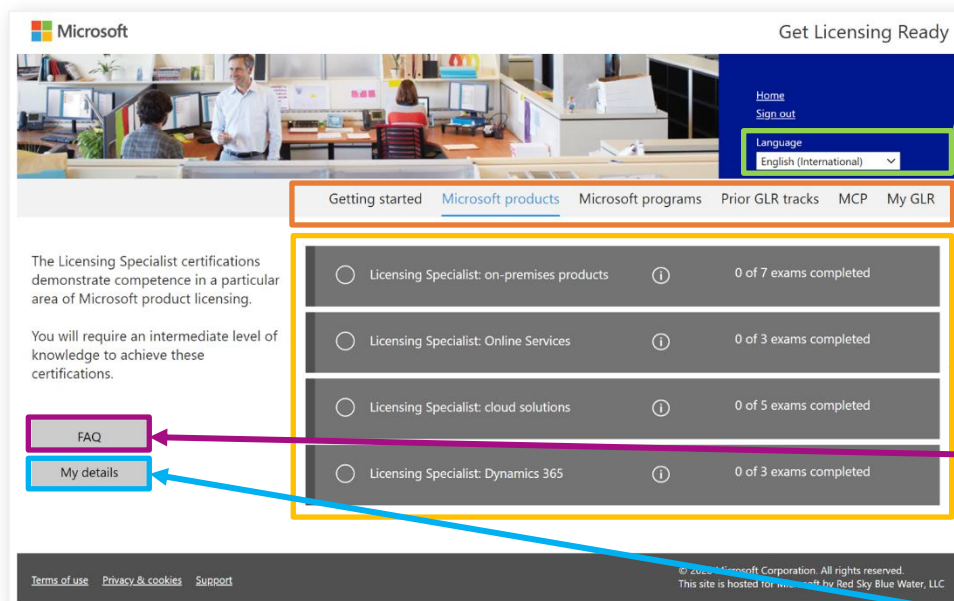 Microsoft
Get Licensing Ready
Home
Sign out
Language
English (International)
Getting started Microsoft products Microsoft programs Prior GLR tracks MCP My GLR
The Licensing Specialist certifications
demonstrate competence in a particular
area of Microsoft product licensing.
You will require an intermediate level of
knowledge to achieve these
certifications.
FAQ
My details
Licensing Specialist: on-premises products 0 of 7 exams completed
Licensing Specialist: Online Services 0 of 3 exams completed
Licensing Specialist: cloud solutions 0 of 5 exams completed
Licensing Specialist: Dynamics 365 0 of 3 exams completed
Terms of use Privacy & cookies Support
© Microsoft Corporation. All rights reserved.
This site is hosted for Microsoft by Red Sky Blue Water, LLC